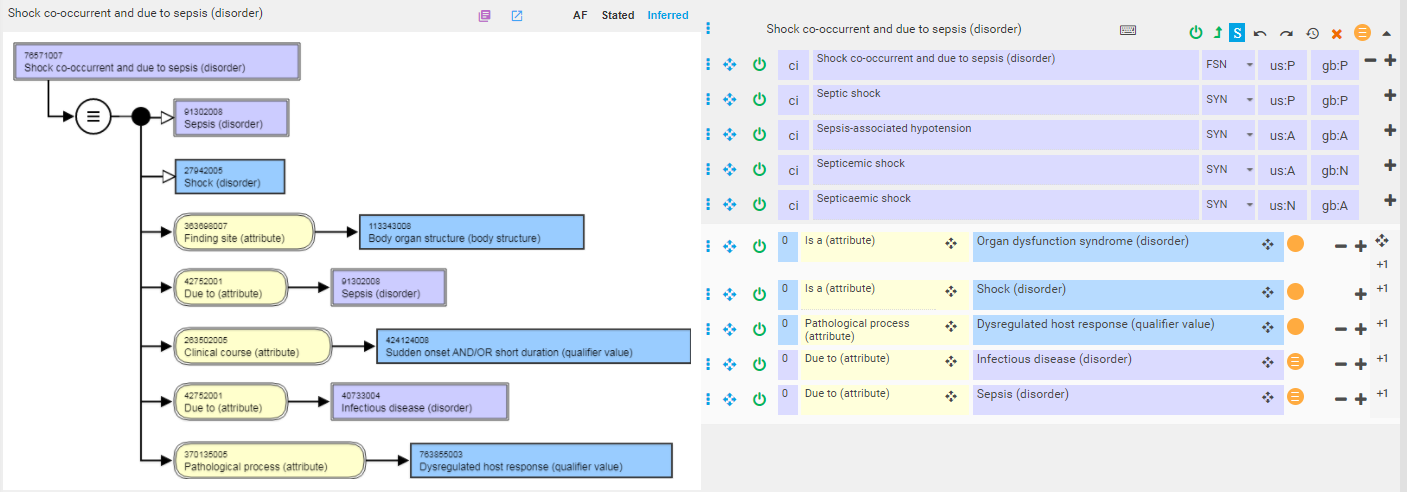 Shock co-occurrent and due to sepsis (disorder)
AF Stated Inferred
76571007
Shock co-occurrent and due to sepsis (disorder)
91302008
Sepsis (disorder)
27942005
Shock (disorder)
363698007
Finding site (attribute)
113343008
Body organ structure (body structure)
42752001
Due to (attribute)
91302008
Sepsis (disorder)
263502005
Clinical course (attribute)
424124008
Sudden onset AND/OR short duration (qualifier value)
42752001
Due to (attribute)
40733004
Infectious disease (disorder)
370135005
Pathological process (attribute)
763855003
Dysregulated host response (qualifier value)
Shock co-occurrent and due to sepsis (disorder)
S
ci Shock co-occurrent and due to sepsis (disorder) FSN us:P gb:P
ci Septic shock SYN us:P gb:P
ci Sepsis-associated hypotension SYN us:A gb:A
ci Septicemic shock SYN us:A gb:N
ci Septicaemic shock SYN us:N gb:A
0 Is a (attribute) Organ dysfunction syndrome (disorder)
+1
0 Is a (attribute) Shock (disorder) +1
0 Pathological process Dysregulated host response (qualifier value) +1
(attribute)
0 Due to (attribute) Infectious disease (disorder) +1
0 Due to (attribute) Sepsis (disorder) +1